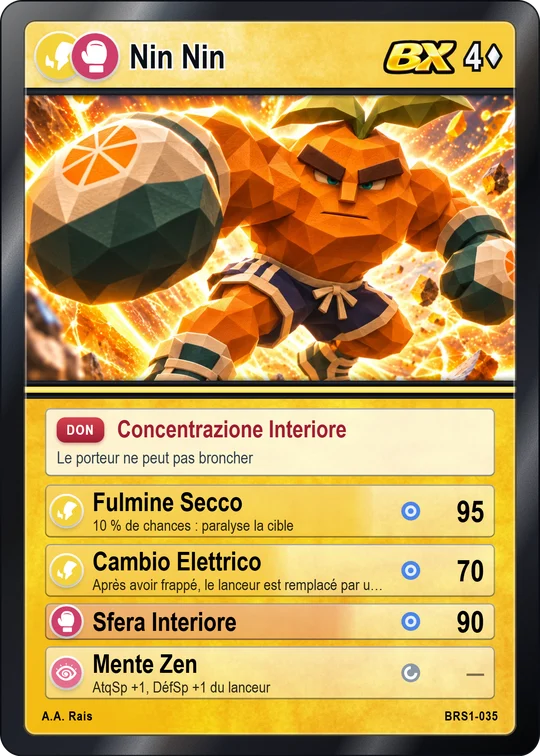 Nin Nin BX 4
DON Concentrazione Interiore
Le porteur ne peut pas broncher
Fulmine Secco 95
10 % de chances : paralyse la cible
Cambio Elettrico 70
Après avoir frappé, le lanceur est remplacé par u…
Sfera Interiore 90
Mente Zen —
AtqSp +1, DéfSp +1 du lanceur
A.A. Rais BRS1-035